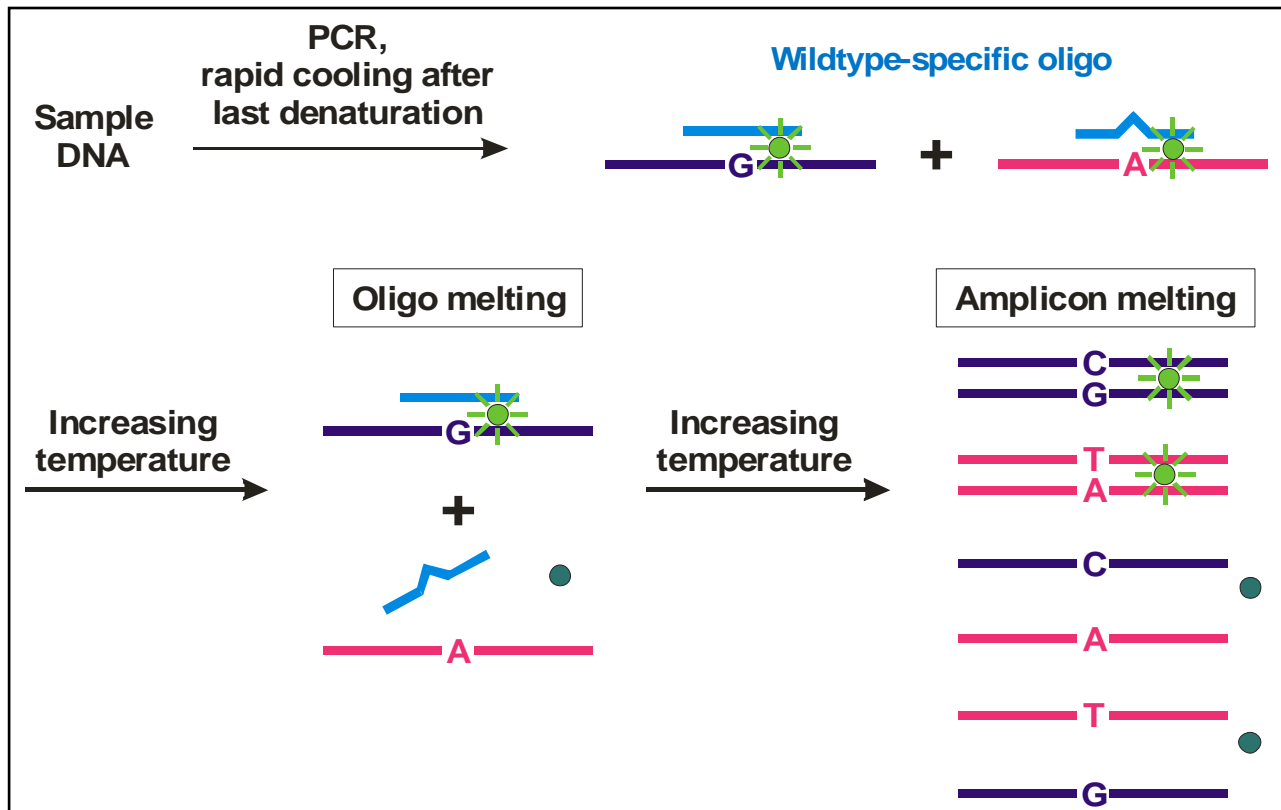 PCR,
rapid cooling after
last denaturation
Sample
DNA
Wildtype-specific oligo
G
+
A
Oligo melting
Amplicon melting
Increasing
temperature
G
+
A
Increasing
temperature
C
G
T
A
C
A
T
G